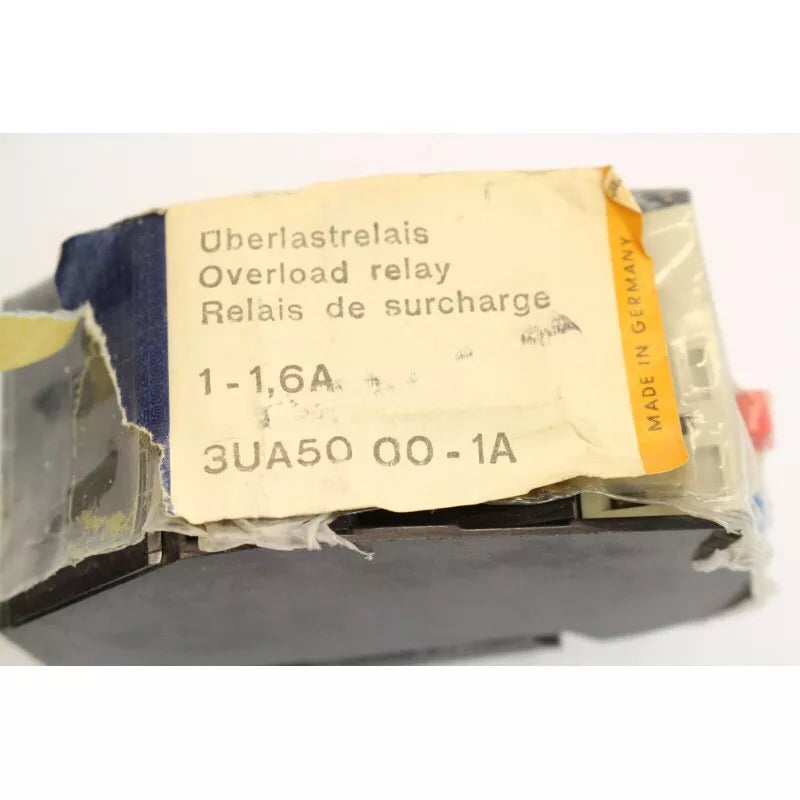 Überlastrelais
Overload relay
Relais de surcharge
1-1,6A
3UA50 00-1A
MADE IN GERMANY